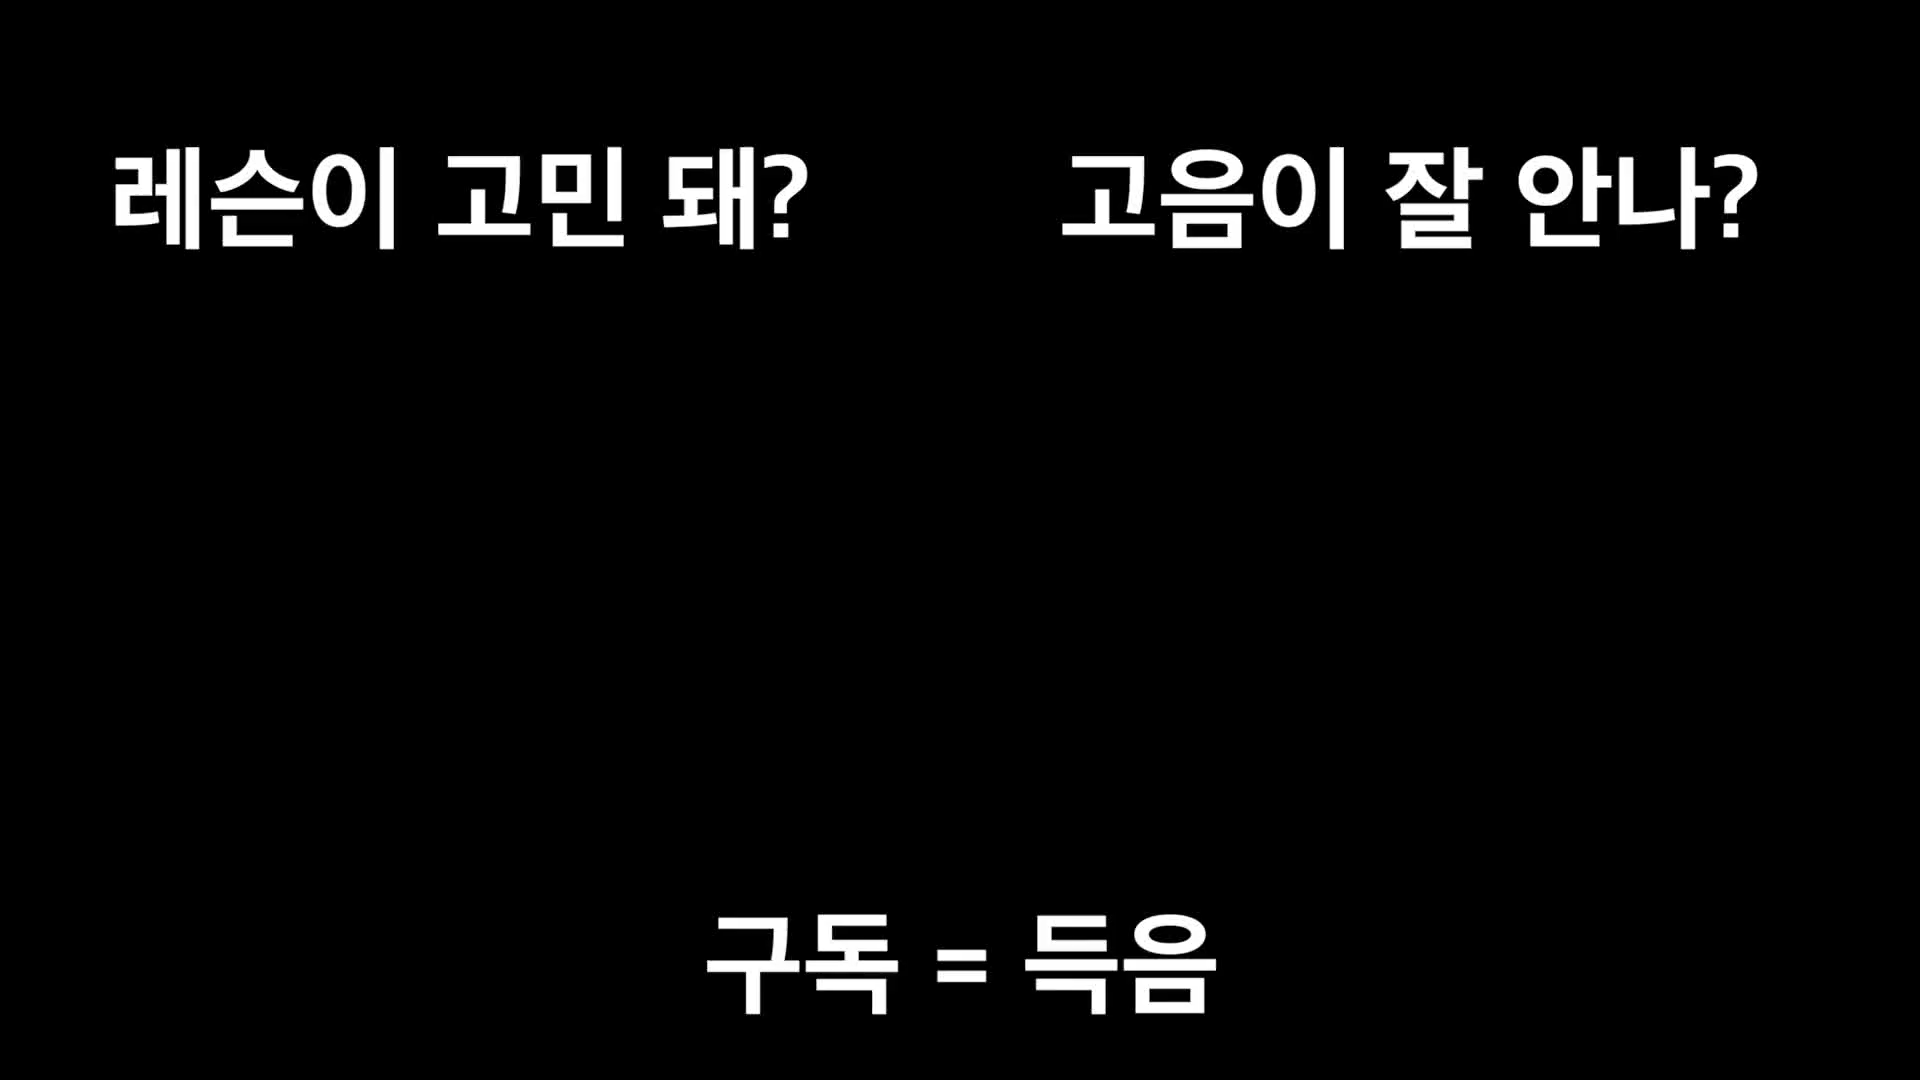 레슨이 고민 돼?
고음이 잘 안나?
구독 = 득음